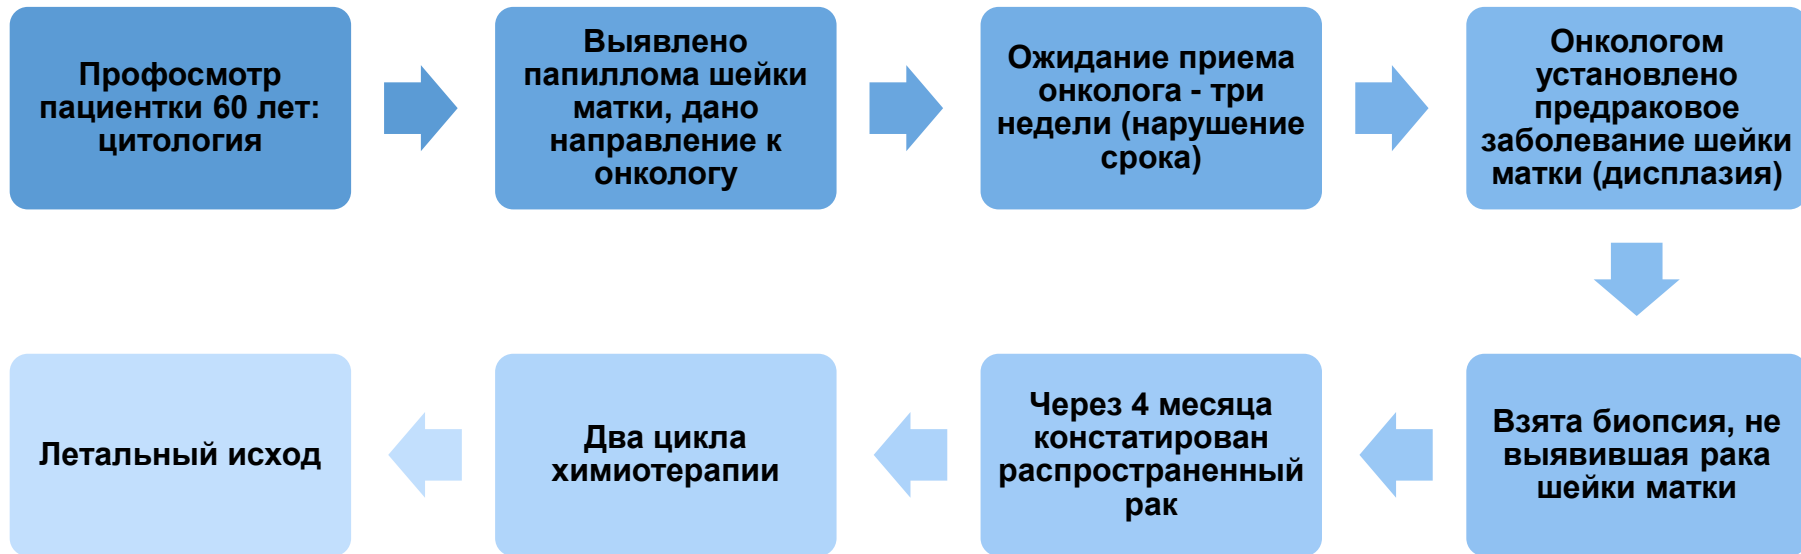 Профосмотр
пациентки 60 лет:
цитология
Выявлено
папиллома шейки
матки, дано
направление к
онкологу
Ожидание приема
онколога - три
недели (нарушение
срока)
Онкологом
установлено
предраковое
заболевание шейки
матки (дисплазия)
Взята биопсия, не
выявившая рака
шейки матки
Через 4 месяца
констатирован
распространенный
рак
Два цикла
химиотерапии
Летальный исход